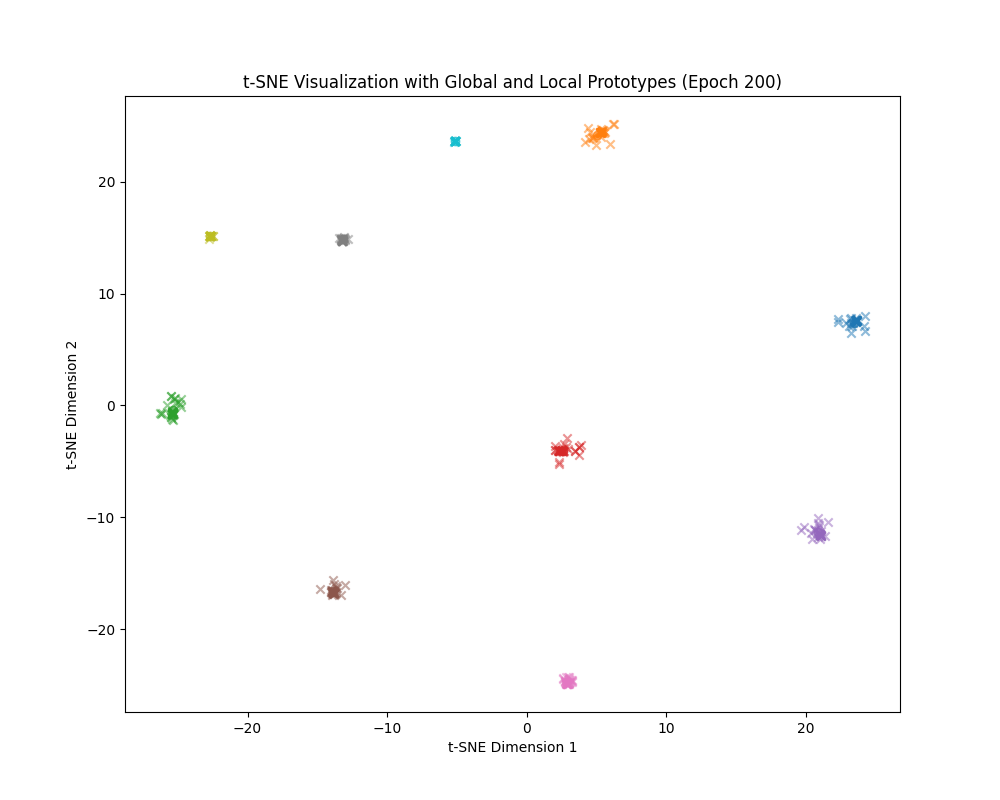 t-SNE Visualization with Global and Local Prototypes (Epoch 200)
20
10
0
−10
−20
t-SNE Dimension 2
−20 −10 0 10 20
t-SNE Dimension 1